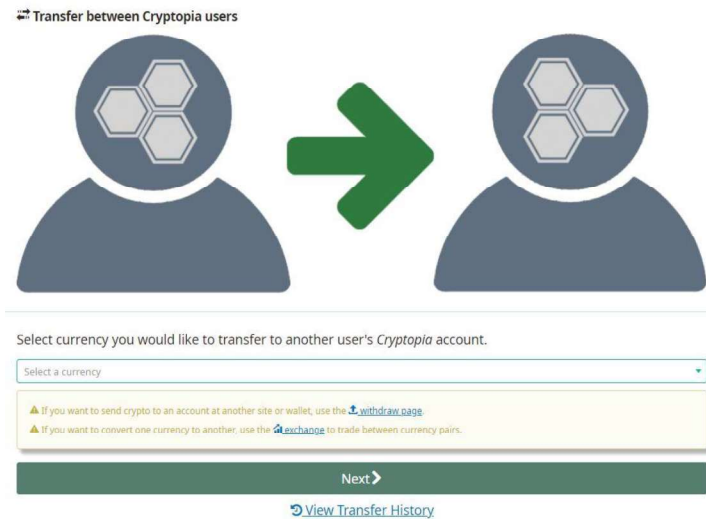 Transfer between Cryptopia users
Select currency you would like to transfer to another user's Cryptopia account.
Select a currency
If you want to send crypto to an account at another site or wallet, use the withdraw page.
If you want to convert one currency to another, use the exchange to trade between currency pairs.
Next
View Transfer History